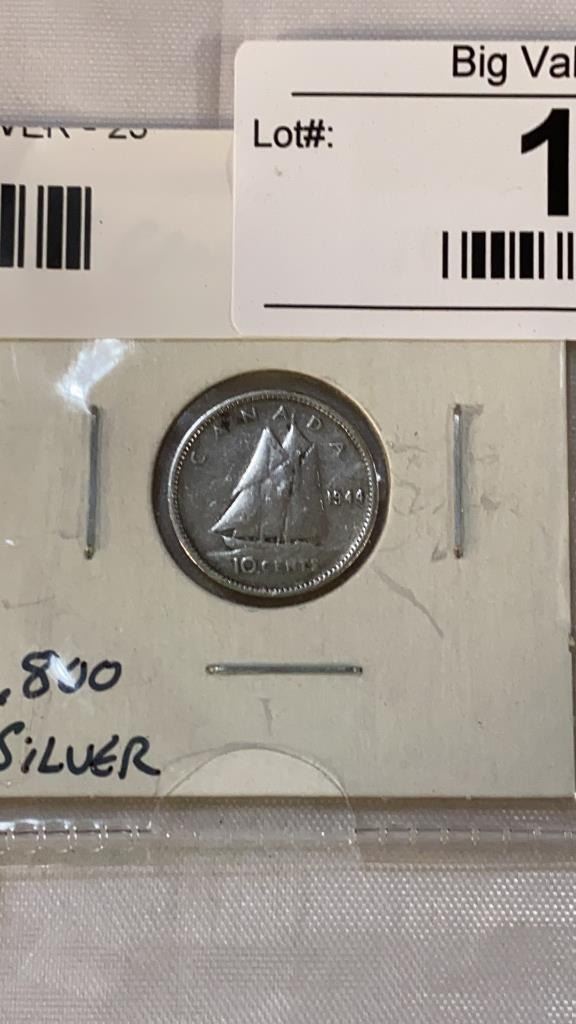 Big Val
Lot#:
1
VER - 25
CANADA
1944
10 CENTS
.800
SILVER